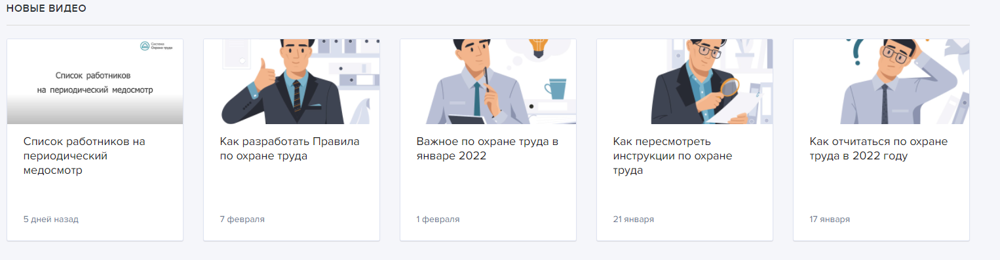 НОВЫЕ ВИДЕО
Система
Охрана труда
Список работников
на периодический медосмотр
Список работников на
периодический
медосмотр
5 дней назад
Как разработать Правила
по охране труда
7 февраля
Важное по охране труда в
январе 2022
1 февраля
Как пересмотреть
инструкции по охране
труда
21 января
Как отчитаться по охране
труда в 2022 году
17 января